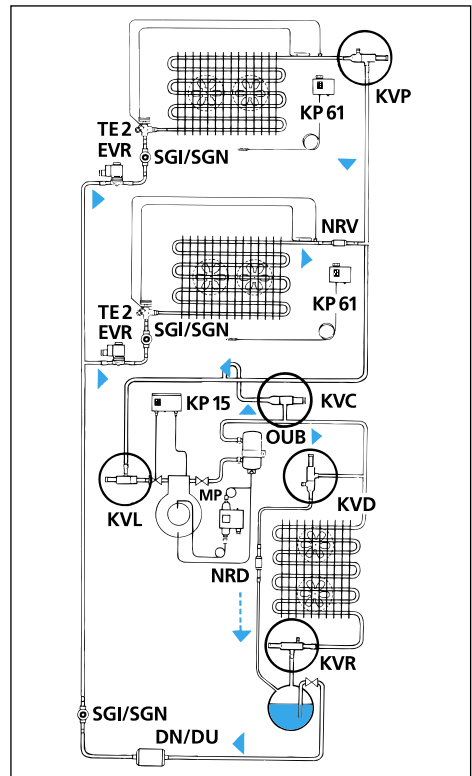 KVP
KP 61
TE 2
EVR
SGI/SGN
NRV
KP 61
TE 2
EVR
SGI/SGN
KVC
KP 15
OUB
KVL
MP
KVD
NRD
KVR
SGI/SGN
DN/DU